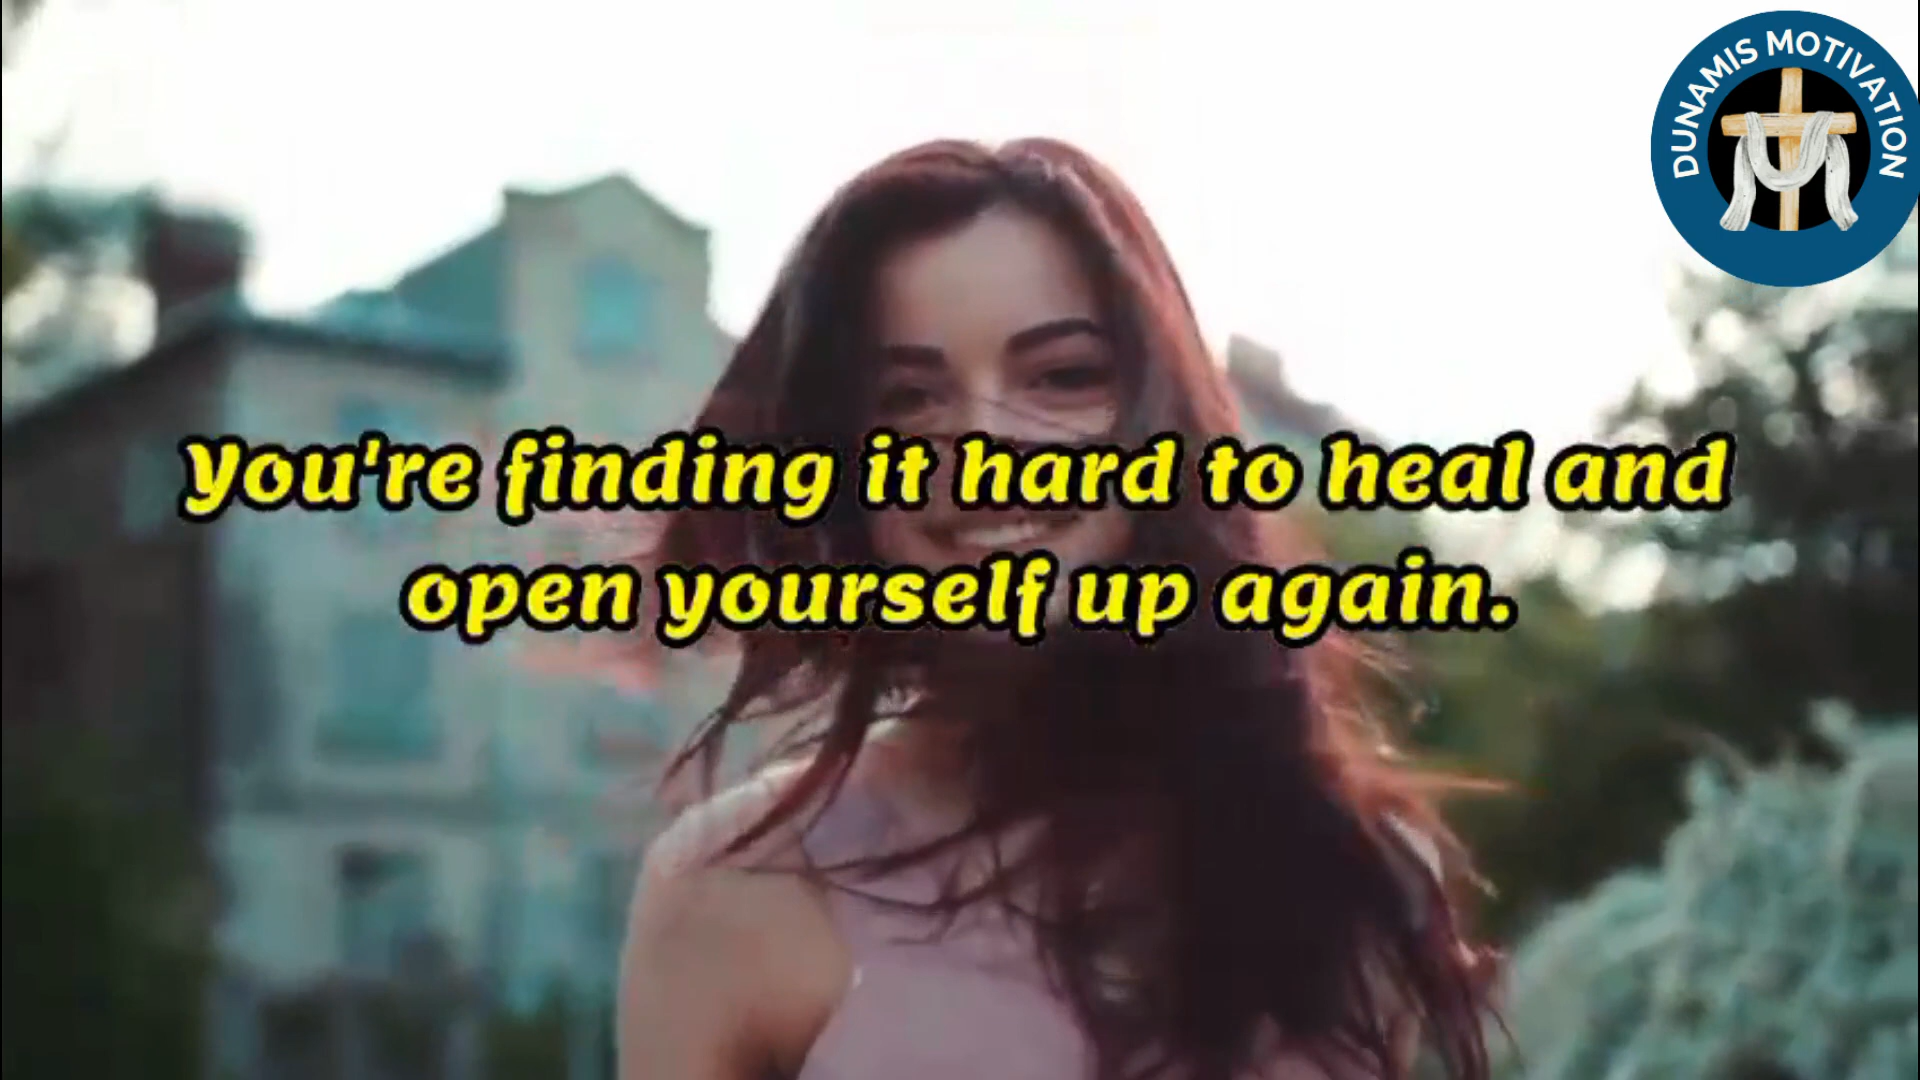 DUNAMIS MOTIVATION
You're finding it hard to heal and
open yourself up again.